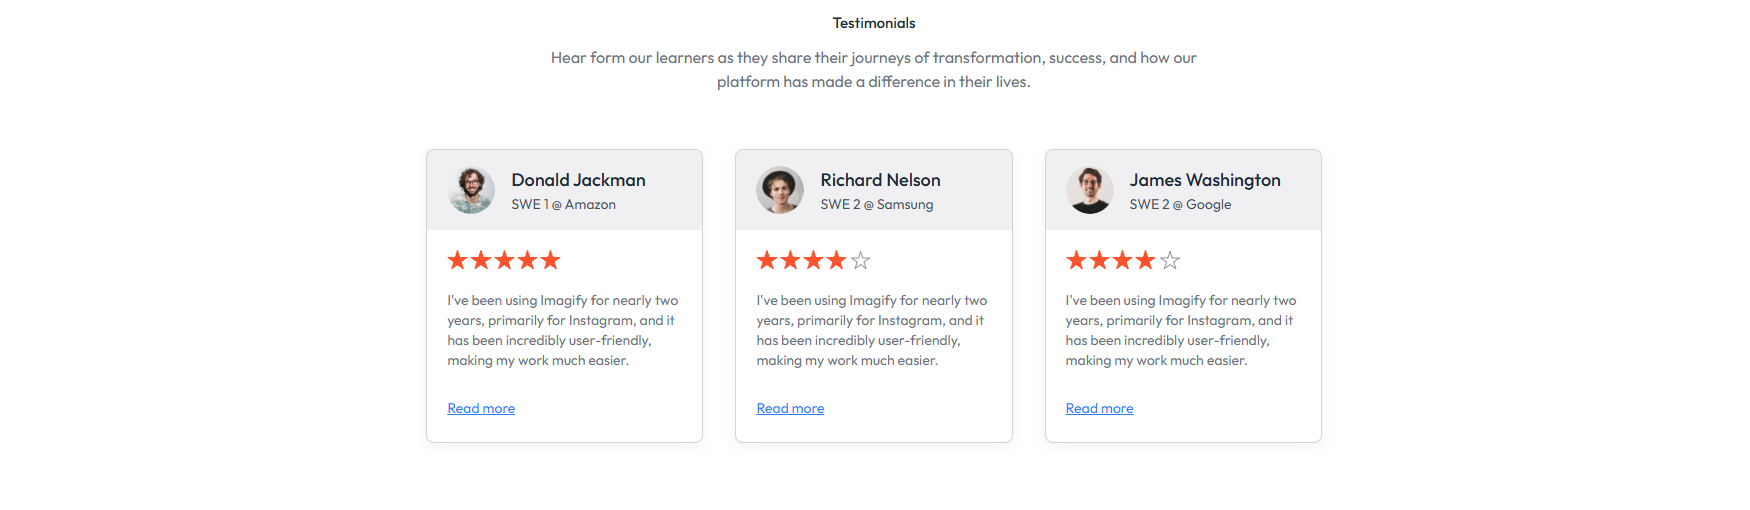 Testimonials
Hear form our learners as they share their journeys of transformation, success, and how our
platform has made a difference in their lives.
Donald Jackman
SWE 1 @ Amazon
I've been using Imagify for nearly two
years, primarily for Instagram, and it
has been incredibly user-friendly,
making my work much easier.
Read more
Richard Nelson
SWE 2 @ Samsung
I've been using Imagify for nearly two
years, primarily for Instagram, and it
has been incredibly user-friendly,
making my work much easier.
Read more
James Washington
SWE 2 @ Google
I've been using Imagify for nearly two
years, primarily for Instagram, and it
has been incredibly user-friendly,
making my work much easier.
Read more